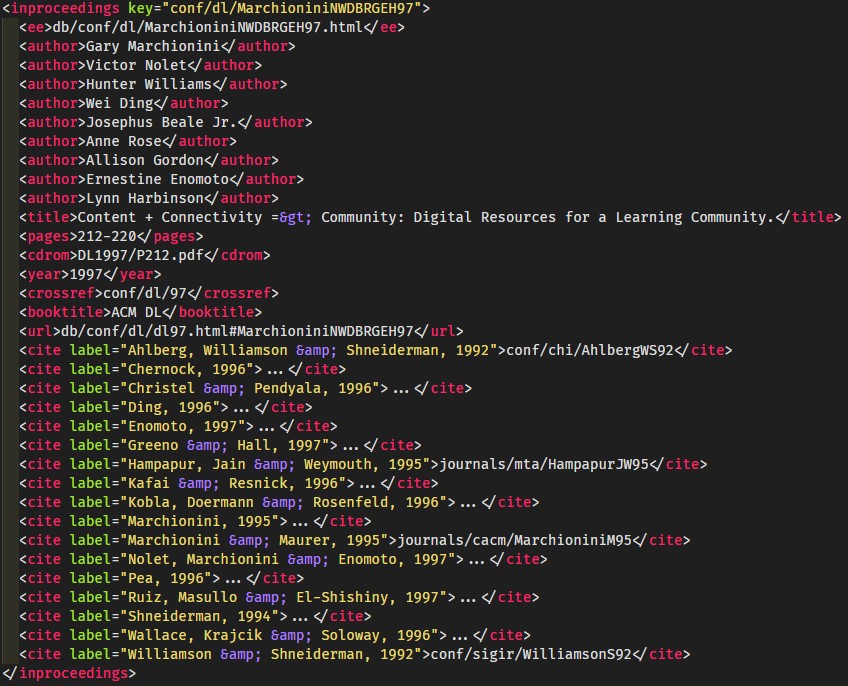 <inproceedings key="conf/dl/MarchioniniNWDBRGEH97">
<ee>db/conf/dl/MarchioniniNWDBRGEH97.html</ee>
<author>Gary Marchionini</author>
<author>Victor Nolet</author>
<author>Hunter Williams</author>
<author>Wei Ding</author>
<author>Josephus Beale Jr.</author>
<author>Anne Rose</author>
<author>Allison Gordon</author>
<author>Ernestine Enomoto</author>
<author>Lynn Harbinson</author>
<title>Content + Connectivity =&gt; Community: Digital Resources for a Learning Community.</title>
<pages>212-220</pages>
<cdrom>DL1997/P212.pdf</cdrom>
<year>1997</year>
<crossref>conf/dl/97</crossref>
<booktitle>ACM DL</booktitle>
<url>db/conf/dl/dl97.html#MarchioniniNWDBRGEH97</url>
<cite label="Ahlberg, Williamson &amp; Shneiderman, 1992">conf/chi/AhlbergWS92</cite>
<cite label="Chernock, 1996">...</cite>
<cite label="Christel &amp; Pendyala, 1996">...</cite>
<cite label="Ding, 1996">...</cite>
<cite label="Enomoto, 1997">...</cite>
<cite label="Greeno &amp; Hall, 1997">...</cite>
<cite label="Hampapur, Jain &amp; Weymouth, 1995">journals/mta/HampapurJW95</cite>
<cite label="Kafai &amp; Resnick, 1996">...</cite>
<cite label="Kobla, Doermann &amp; Rosenfeld, 1996">...</cite>
<cite label="Marchionini, 1995">...</cite>
<cite label="Marchionini &amp; Maurer, 1995">journals/cacm/MarchioniniM95</cite>
<cite label="Nolet, Marchionini &amp; Enomoto, 1997">...</cite>
<cite label="Pea, 1996">...</cite>
<cite label="Ruiz, Masullo &amp; El-Shishiny, 1997">...</cite>
<cite label="Shneiderman, 1994">...</cite>
<cite label="Wallace, Krajcik &amp; Soloway, 1996">...</cite>
<cite label="Williamson &amp; Shneiderman, 1992">conf/sigir/WilliamsonS92</cite>
</inproceedings>